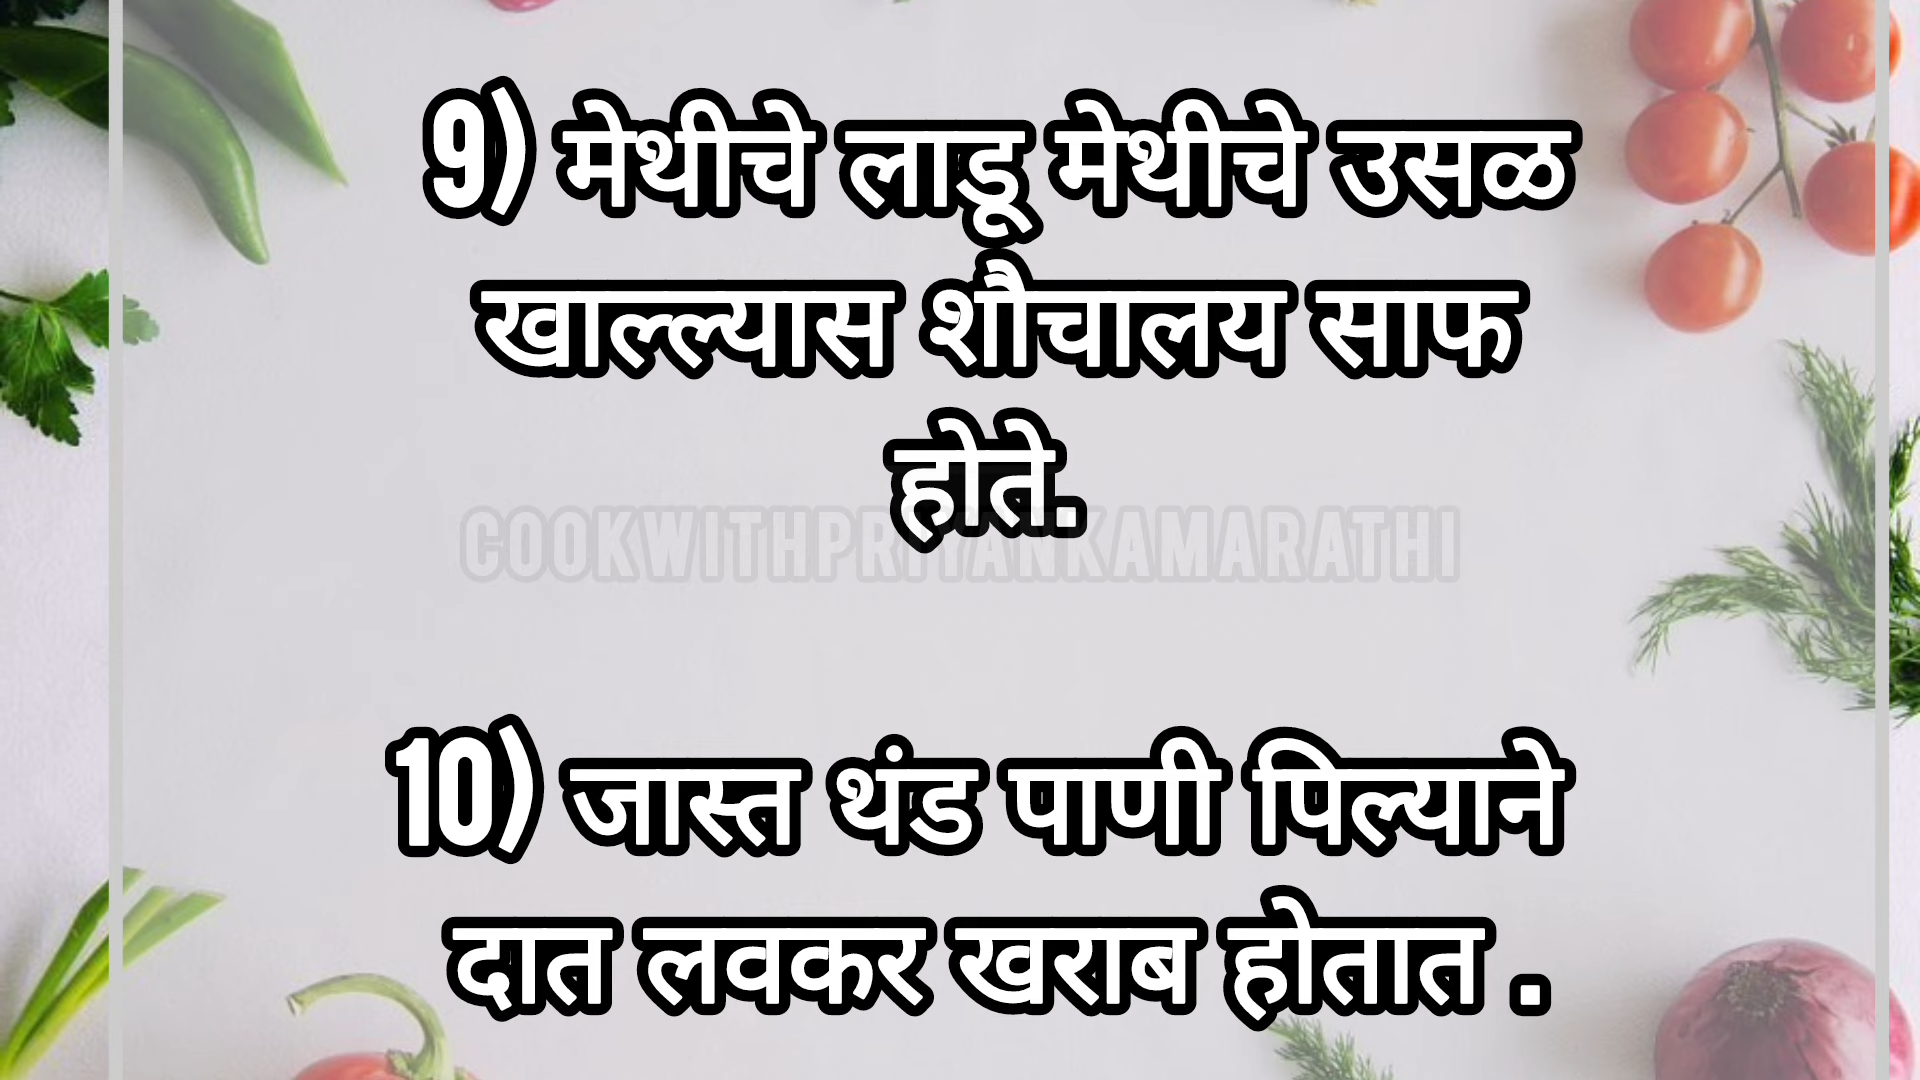 9) मेथीचे लाडू मेथीचे उसळ
खाल्ल्यास शौचालय साफ
होते.
COOKWITHPRIYANKAMARATHI
10) जास्त थंड पाणी पिल्याने
दात लवकर खराब होतात .